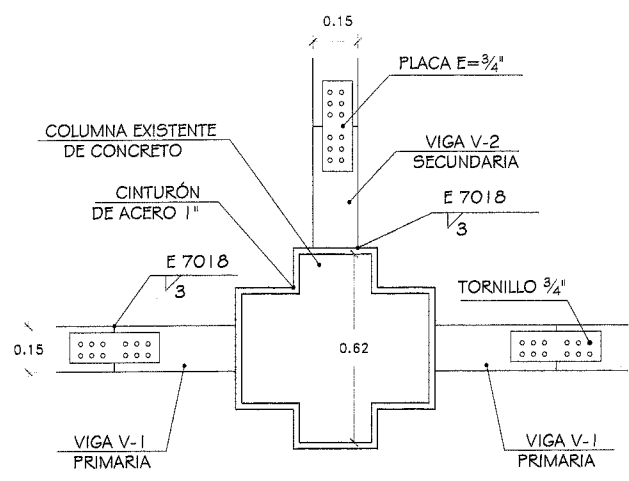 0.15
PLACA E=¾"
COLUMNA EXISTENTE
DE CONCRETO
VIGA V-2
SECUNDARIA
CINTURÓN
DE ACERO 1"
E 7018
3
E 7018
3
TORNILLO ¾"
0.15
0.62
VIGA V-1
PRIMARIA
VIGA V-1
PRIMARIA